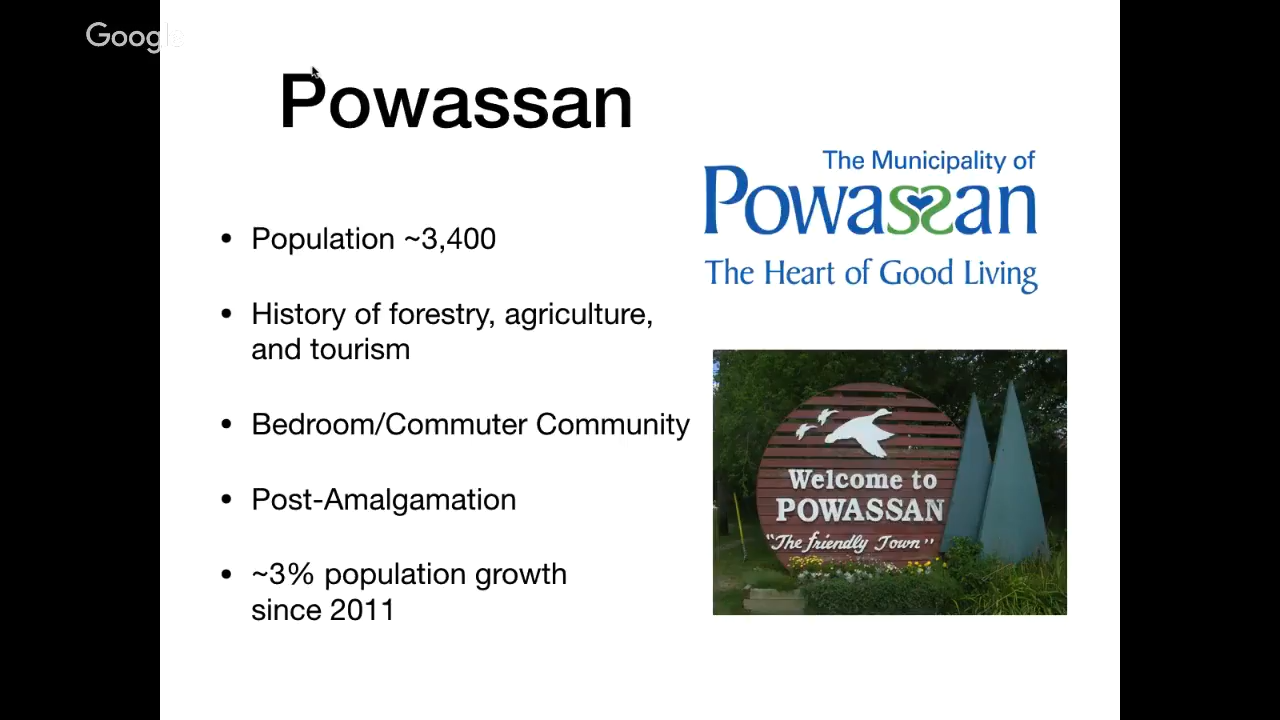 Google
Powassan
• Population ~3,400
• History of forestry, agriculture,
and tourism
• Bedroom/Commuter Community
• Post-Amalgamation
• ~3% population growth
since 2011
The Municipality of
Powassan
The Heart of Good Living
Welcome to
POWASSAN
"The friendly Town"